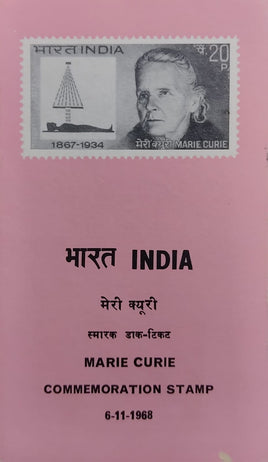 भारत INDIA
पै. 20
P.
1867-1934
मेरी क्यूरी MARIE CURIE
भारत INDIA
मेरी क्यूरी
स्मारक डाक-टिकट
MARIE CURIE
COMMEMORATION STAMP
6-11-1968